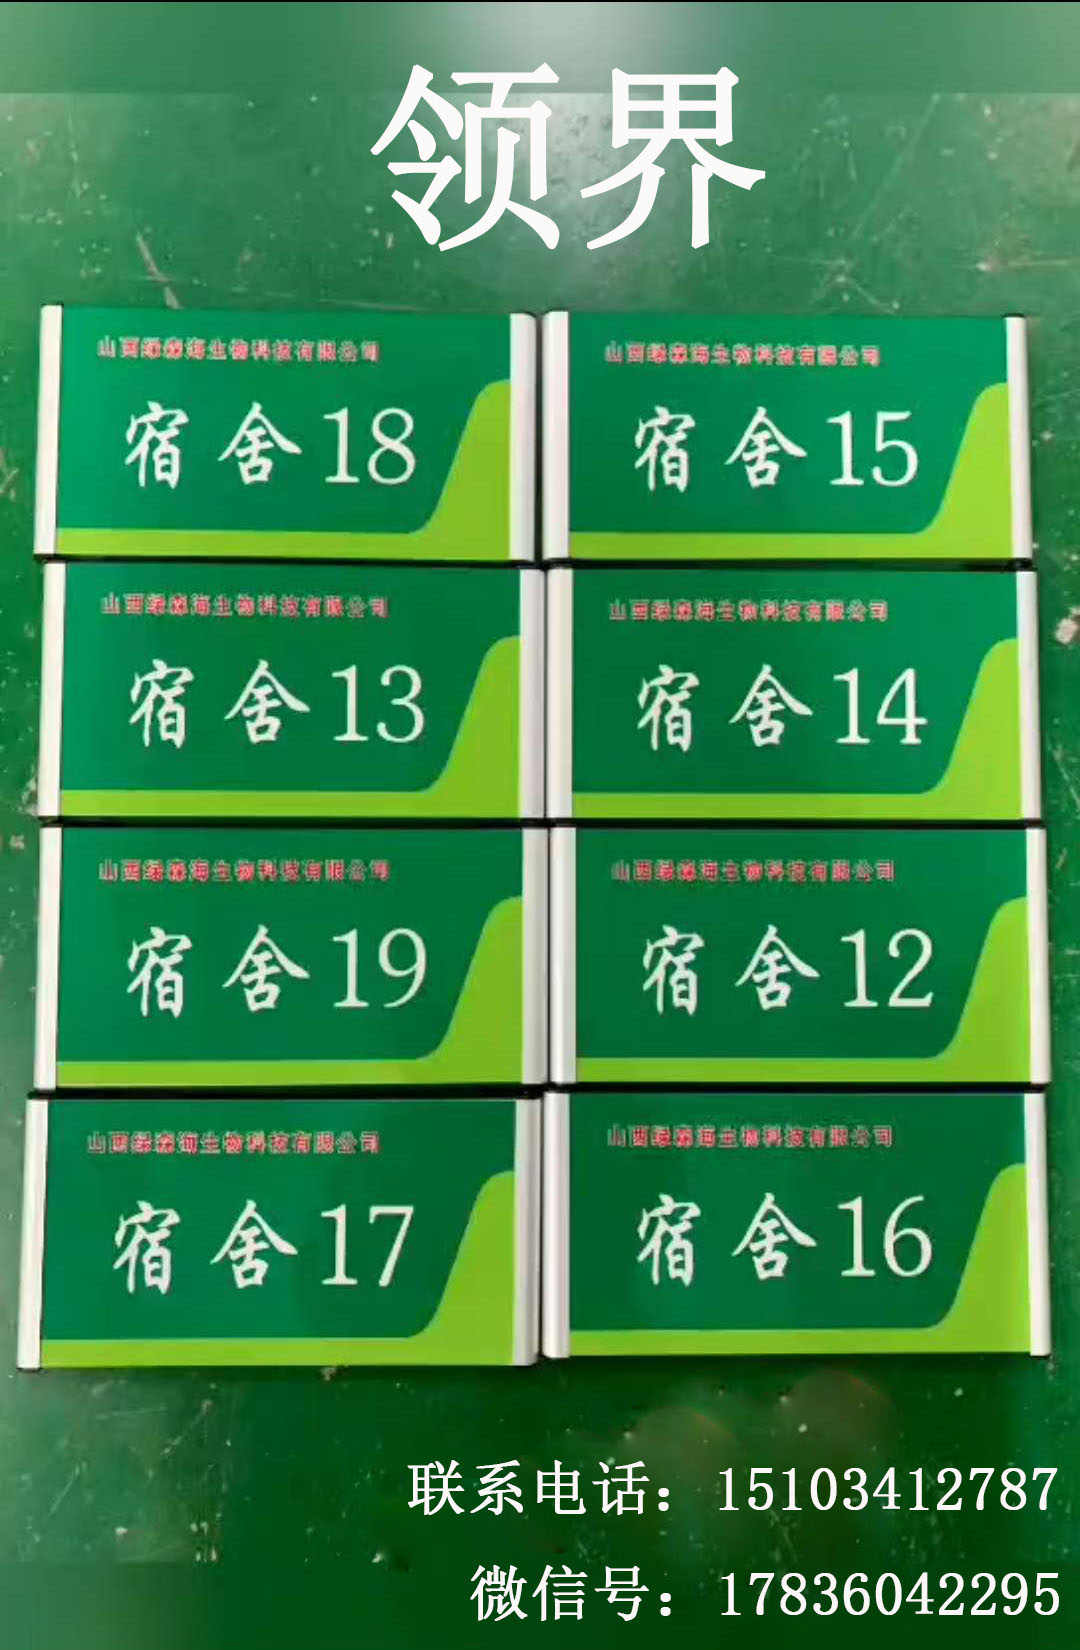 领界
山西绿森海生物科技有限公司
宿舍18
山西绿森海生物科技有限公司
宿舍15
山西绿森海生物科技有限公司
宿舍13
山西绿森海生物科技有限公司
宿舍14
山西绿森海生物科技有限公司
宿舍19
山西绿森海生物科技有限公司
宿舍12
山西绿森海生物科技有限公司
宿舍17
山西绿森海生物科技有限公司
宿舍16
联系电话：15103412787
微信号：17836042295